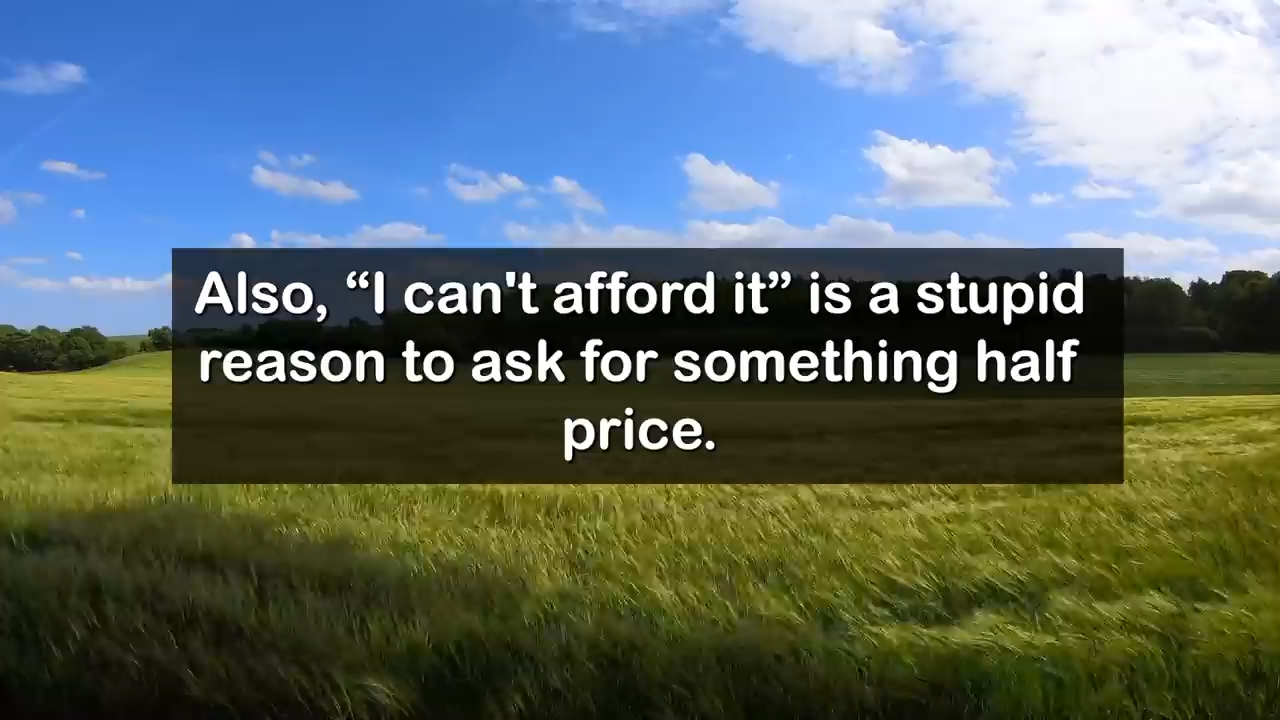 Also, “I can't afford it” is a stupid
reason to ask for something half
price.